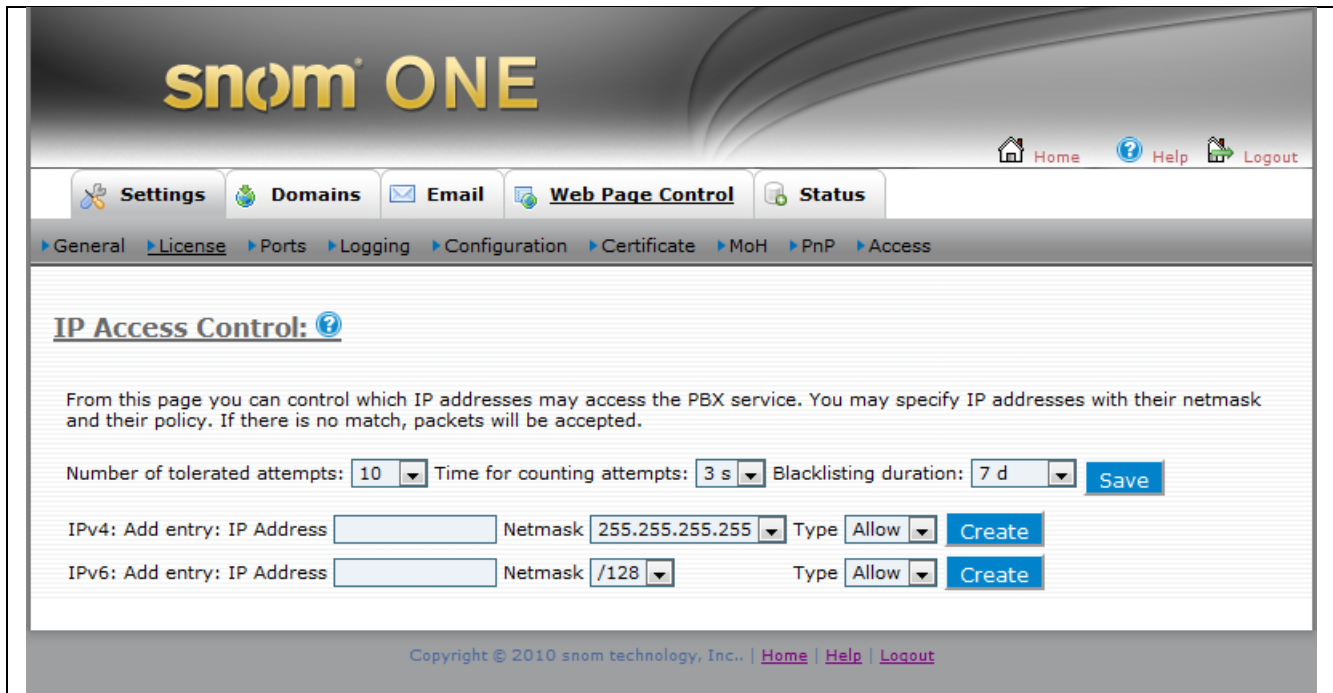 snom ONE
Home Help Logout
Settings Domains Email Web Page Control Status
General License Ports Logging Configuration Certificate MoH PnP Access
IP Access Control:
From this page you can control which IP addresses may access the PBX service. You may specify IP addresses with their netmask
and their policy. If there is no match, packets will be accepted.
Number of tolerated attempts: 10 Time for counting attempts: 3 s Blacklisting duration: 7 d Save
IPv4: Add entry: IP Address Netmask 255.255.255.255 Type Allow Create
IPv6: Add entry: IP Address Netmask /128 Type Allow Create
Copyright © 2010 snom technology, Inc.. | Home | Help | Logout